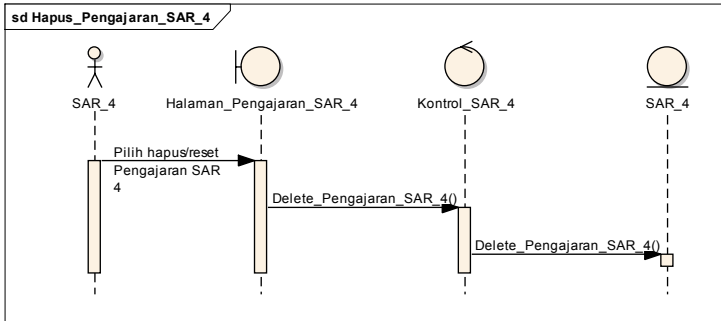 sd Hapus_Pengajaran_SAR_4
SAR_4
Halaman_Pengajaran_SAR_4
Kontrol_SAR_4
SAR_4
Pilih hapus/reset
Pengajaran SAR
4
Delete_Pengajaran_SAR_4()
Delete_Pengajaran_SAR_4()